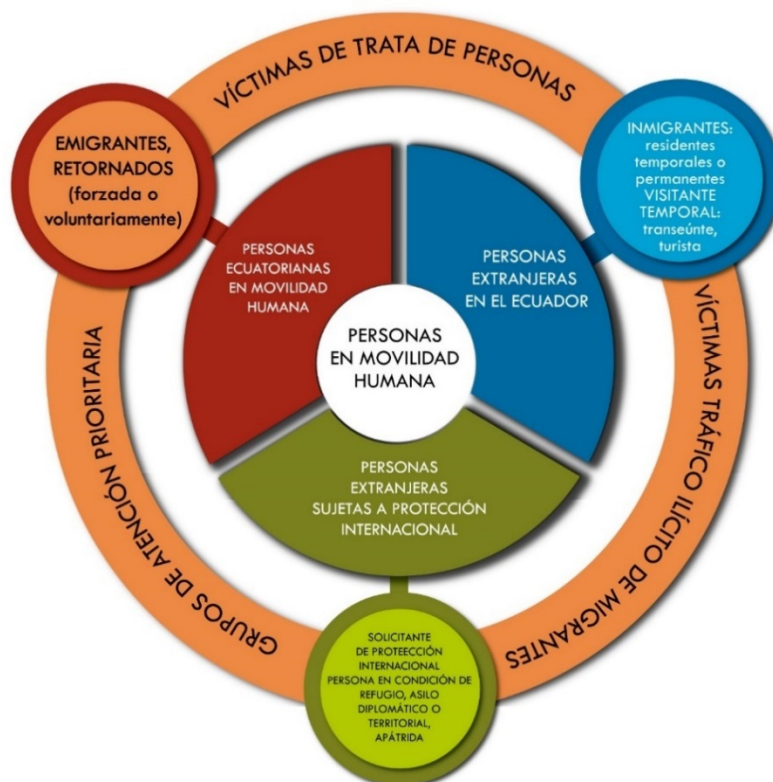 VÍCTIMAS DE TRATA DE PERSONAS
EMIGRANTES,
RETORNADOS
(forzada o
voluntariamente)
INMIGRANTES:
residentes
temporales o
permanentes
VISITANTE
TEMPORAL:
transeúnte,
turista
PERSONAS
ECUATORIANAS
EN MOVILIDAD
HUMANA
PERSONAS
EXTRANJERAS
EN EL ECUADOR
PERSONAS
EN MOVILIDAD
HUMANA
GRUPOS DE ATENCIÓN PRIORITARIA
VÍCTIMAS TRÁFICO ILÍCITO DE MIGRANTES
PERSONAS
EXTRANJERAS
SUJETAS A PROTECCIÓN
INTERNACIONAL
SOLICITANTE
DE PROTEECCIÓN
INTERNACIONAL
PERSONA EN CONDICIÓN DE
REFUGIO, ASILO
DIPLOMÁTICO O
TERRITORIAL,
APÁTRIDA